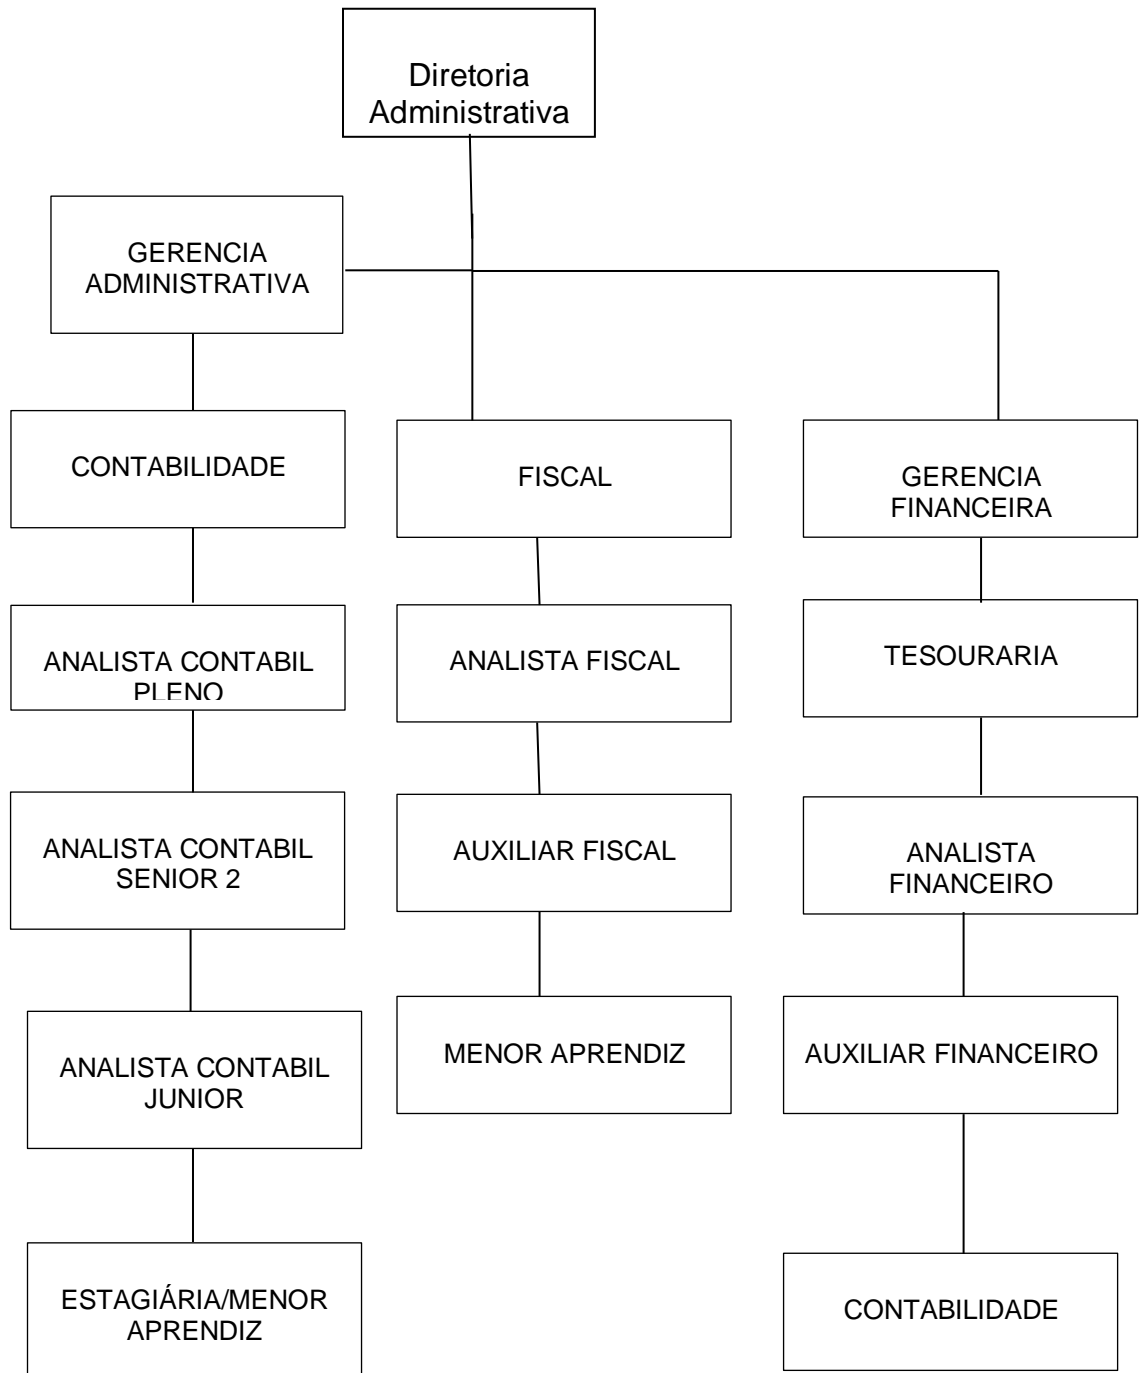 Diretoria
Administrativa
GERENCIA
ADMINISTRATIVA
CONTABILIDADE
FISCAL
GERENCIA
FINANCEIRA
ANALISTA CONTABIL
PLENO
ANALISTA FISCAL
TESOURARIA
ANALISTA CONTABIL
SENIOR 2
AUXILIAR FISCAL
ANALISTA
FINANCEIRO
ANALISTA CONTABIL
JUNIOR
MENOR APRENDIZ
AUXILIAR FINANCEIRO
ESTAGIÁRIA/MENOR
APRENDIZ
CONTABILIDADE